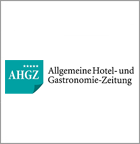 AHGZ
Allgemeine Hotel- und
Gastronomie-Zeitung